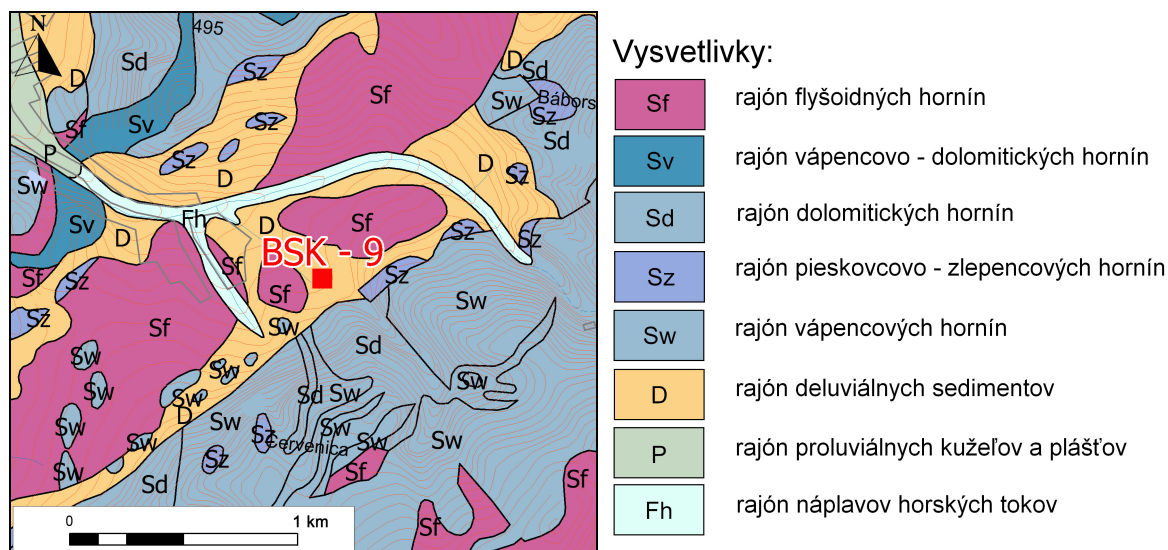 N
495
Sd
Sz
D
Sd
D
Sf
Sw
Bábors
Sz
Sf
Sv
Sz
Sd
P
Sz
D
Sz
Sw
D
Sv
Fh
D
Sf
Sz
Sz
D
BSK - 9
Sf
Sz
Sf
Sz
Sf
Sw
Sz
Sf
Sw
Sd
Sw
Sw
Sw
Sd
Sw
Sw
Sw
D
Sw
Sw
Sw
Sz
Sw
Sw
Sw
Červenica
Sw
Sz
Sf
Sf
Sd
Sf
0
1 km
Vysvetlivky:
Sf rajón flyšoidných hornín
Sv rajón vápencovo - dolomitických hornín
Sd rajón dolomitických hornín
Sz rajón pieskovcovo - zlepencových hornín
Sw rajón vápencových hornín
D rajón deluviálnych sedimentov
P rajón proluviálnych kužeľov a plášťov
Fh rajón náplavov horských tokov